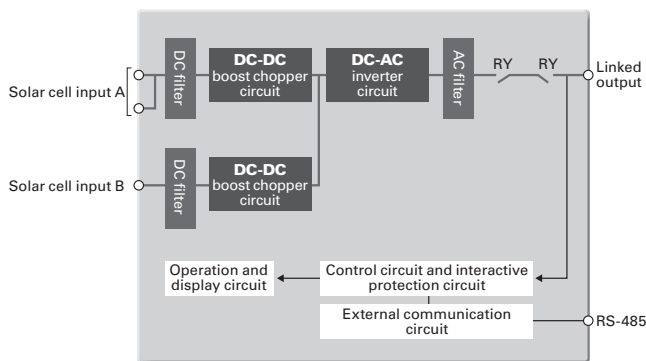 Solar cell input A
DC filter
DC-DC
boost chopper
circuit
DC-AC
inverter
circuit
AC filter
RY
RY
Linked
output
Solar cell input B
DC filter
DC-DC
boost chopper
circuit
Operation and
display circuit
Control circuit and interactive
protection circuit
External communication
circuit
RS-485